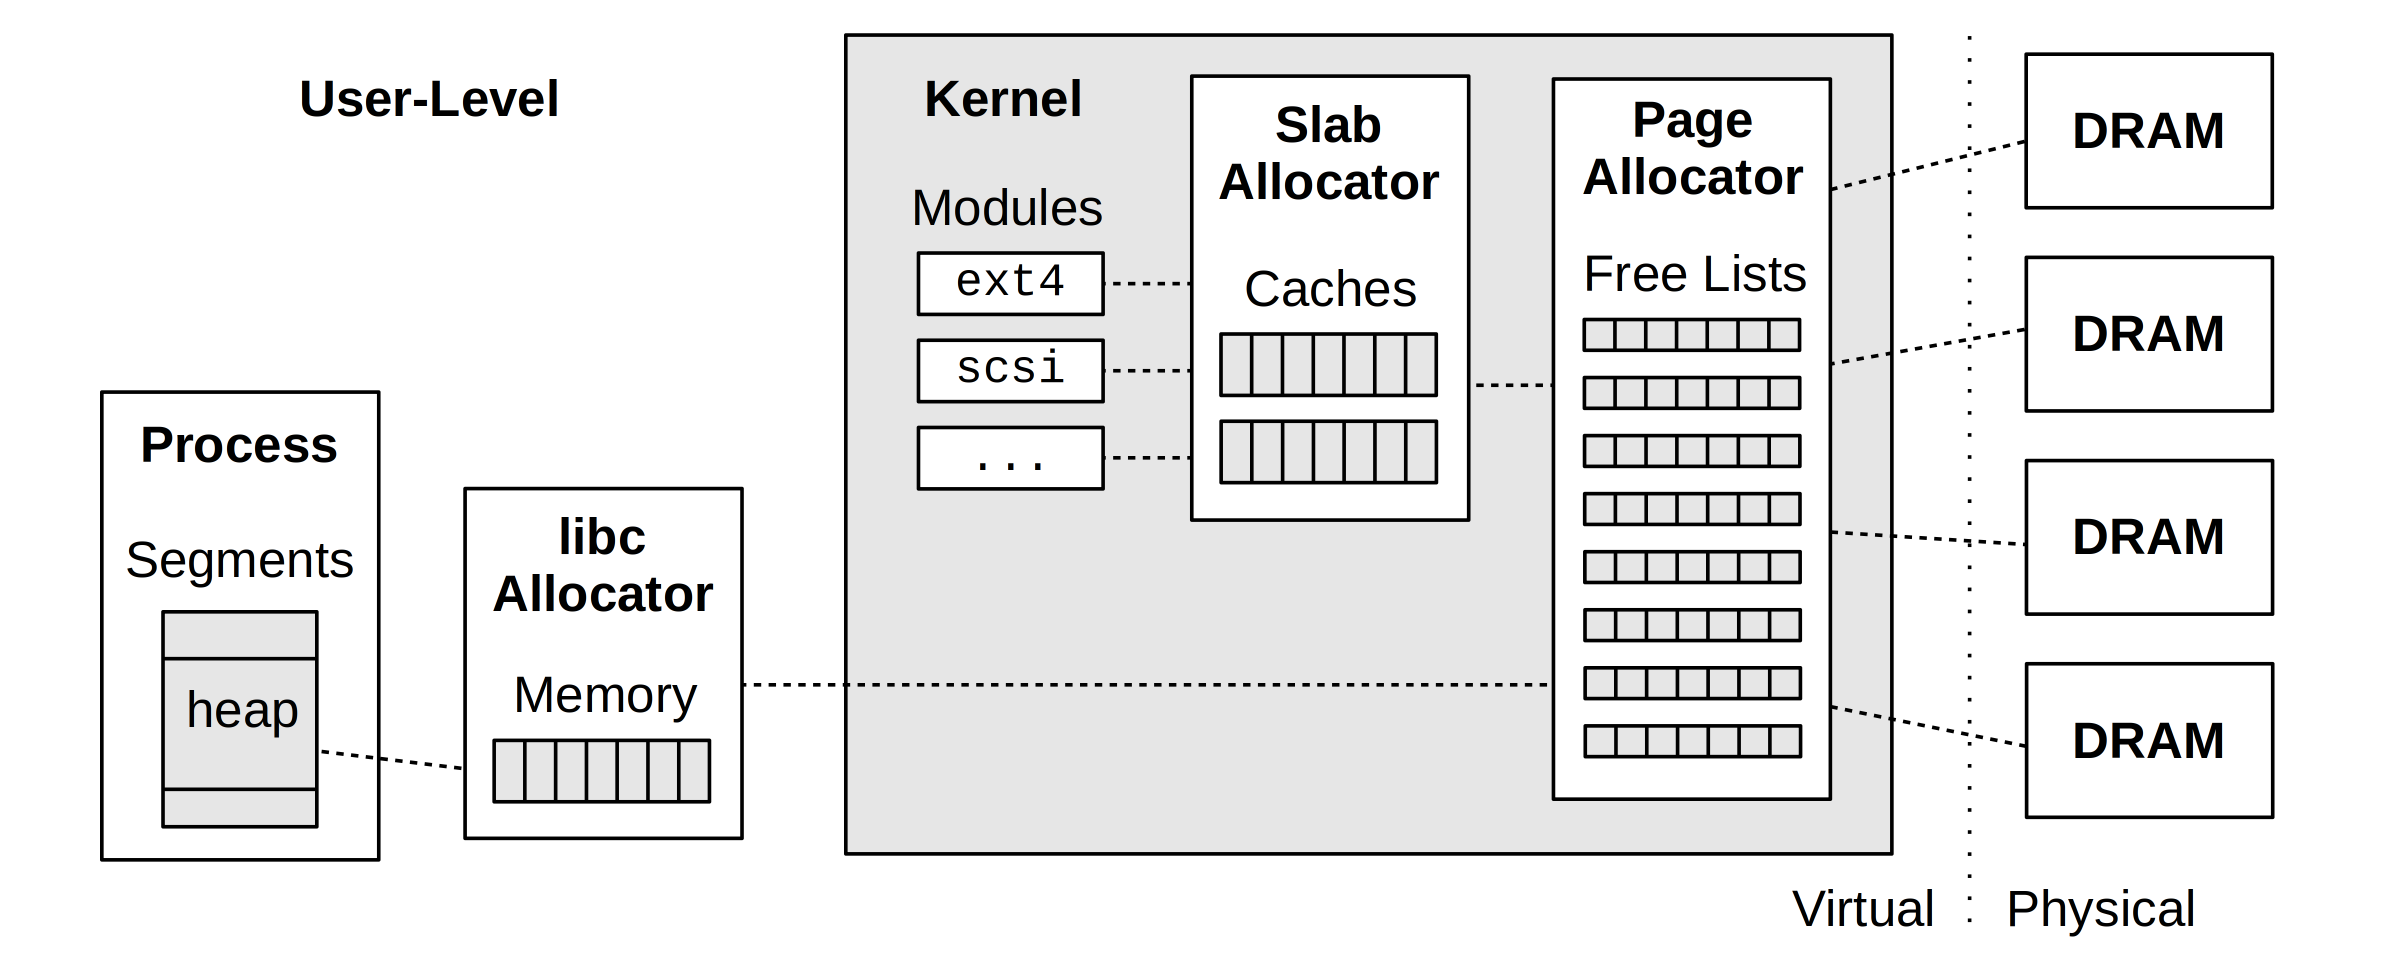 User-Level
Process
Segments
heap
libc
Allocator
Memory
Kernel
Modules
ext4
scsi
...
Slab
Allocator
Caches
Page
Allocator
Free Lists
DRAM
DRAM
DRAM
DRAM
Virtual
Physical